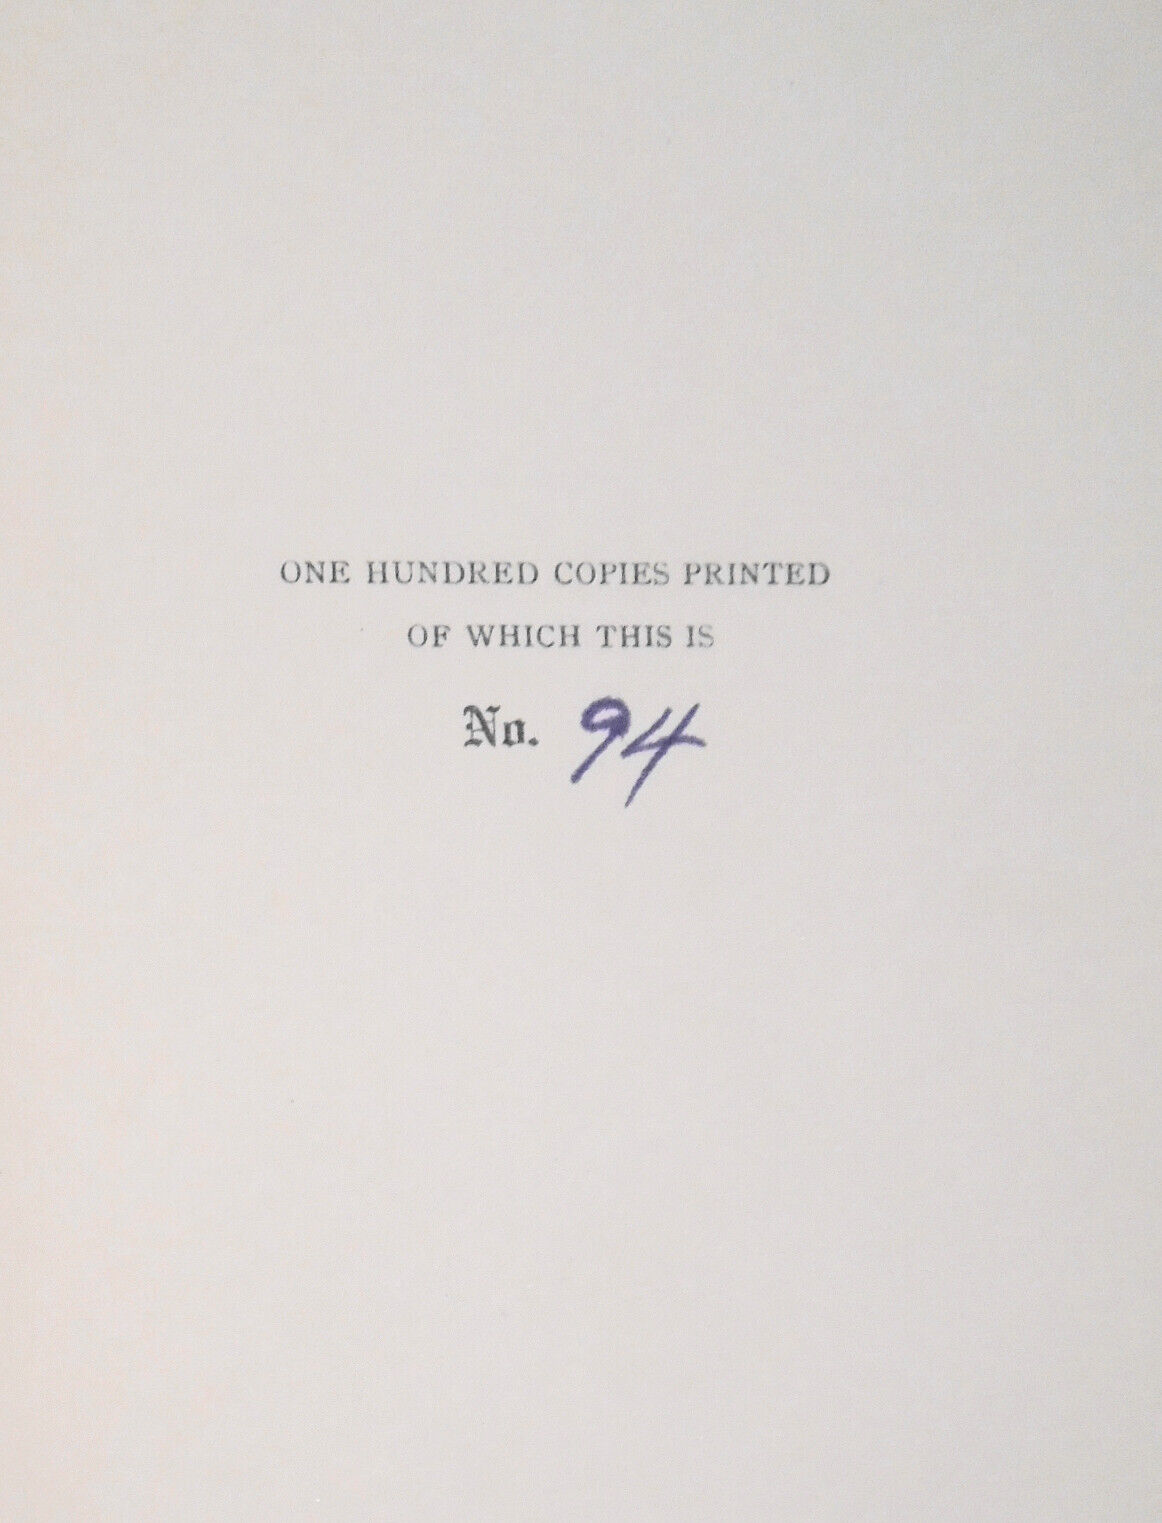 ONE HUNDRED COPIES PRINTED
OF WHICH THIS IS
No. 94